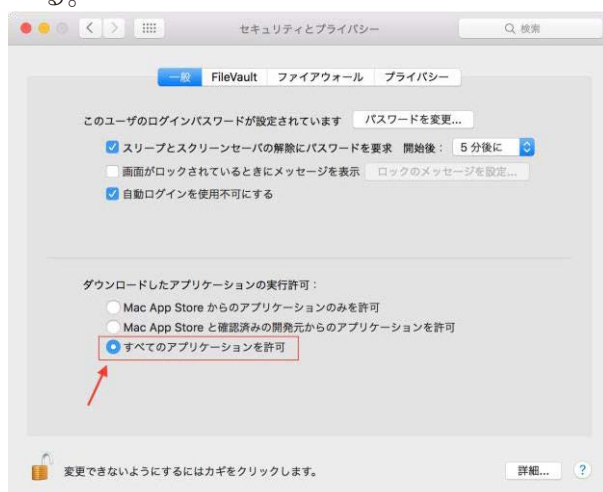 る。
セキュリティとプライバシー
検索
一般 FileVault ファイアウォール プライバシー
このユーザのログインパスワードが設定されています パスワードを変更...
スリープとスクリーンセーバの解除にパスワードを要求 開始後： 5 分後に
画面がロックされているときにメッセージを表示 ロックのメッセージを設定...
自動ログインを使用不可にする
ダウンロードしたアプリケーションの実行許可：
Mac App Store からのアプリケーションのみを許可
Mac App Store と確認済みの開発元からのアプリケーションを許可
すべてのアプリケーションを許可
変更できないようにするにはカギをクリックします。 詳細... ?